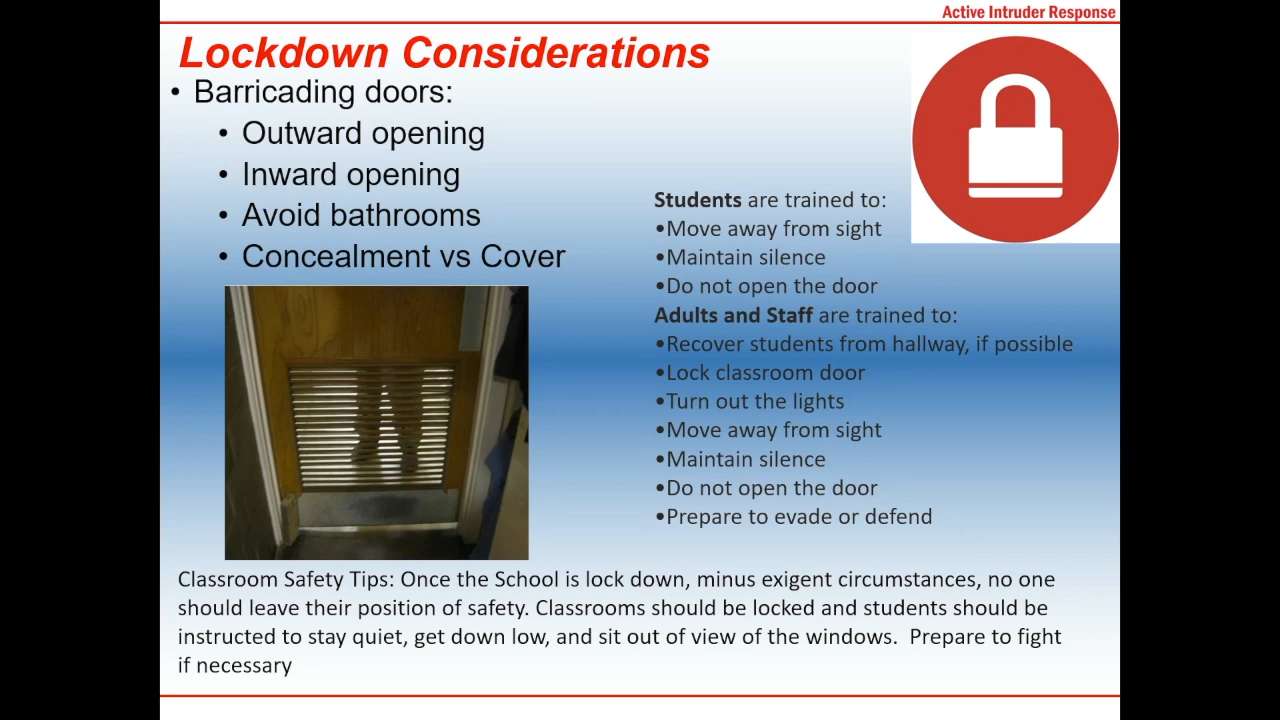 Active Intruder Response
Lockdown Considerations
• Barricading doors:
• Outward opening
• Inward opening
• Avoid bathrooms
• Concealment vs Cover
Students are trained to:
•Move away from sight
•Maintain silence
•Do not open the door
Adults and Staff are trained to:
•Recover students from hallway, if possible
•Lock classroom door
•Turn out the lights
•Move away from sight
•Maintain silence
•Do not open the door
•Prepare to evade or defend
Classroom Safety Tips: Once the School is lock down, minus exigent circumstances, no one
should leave their position of safety. Classrooms should be locked and students should be
instructed to stay quiet, get down low, and sit out of view of the windows.  Prepare to fight
if necessary